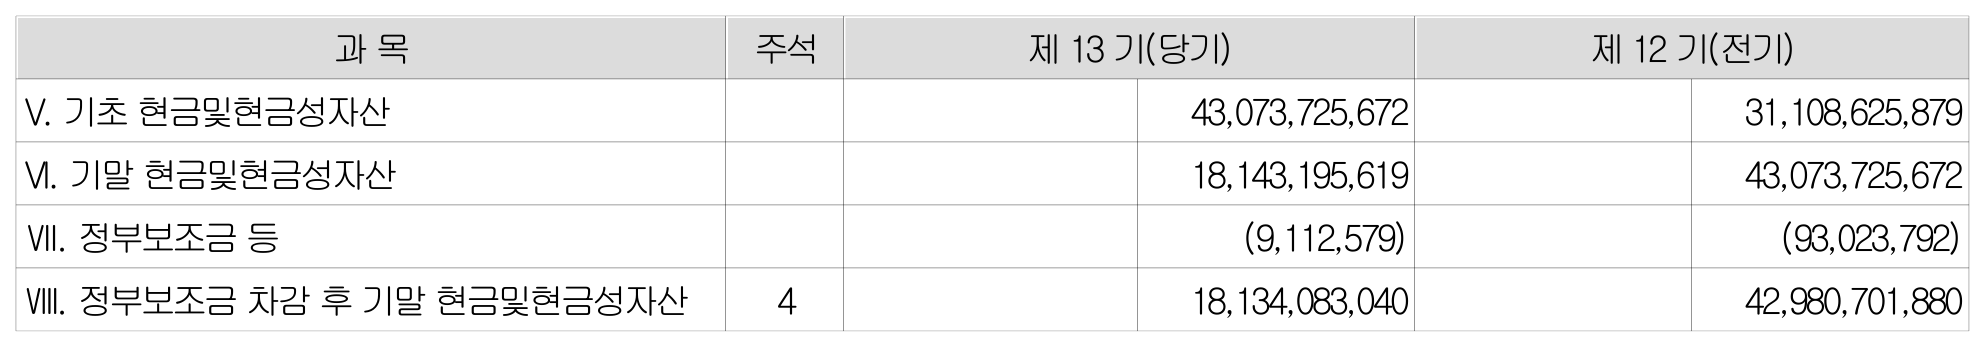 과 목 주석 제 13 기(당기) 제 12 기(전기)
Ⅴ. 기초 현금및현금성자산 43,073,725,672 31,108,625,879
Ⅵ. 기말 현금및현금성자산 18,143,195,619 43,073,725,672
Ⅶ. 정부보조금 등 (9,112,579) (93,023,792)
Ⅷ. 정부보조금 차감 후 기말 현금및현금성자산 4 18,134,083,040 42,980,701,880